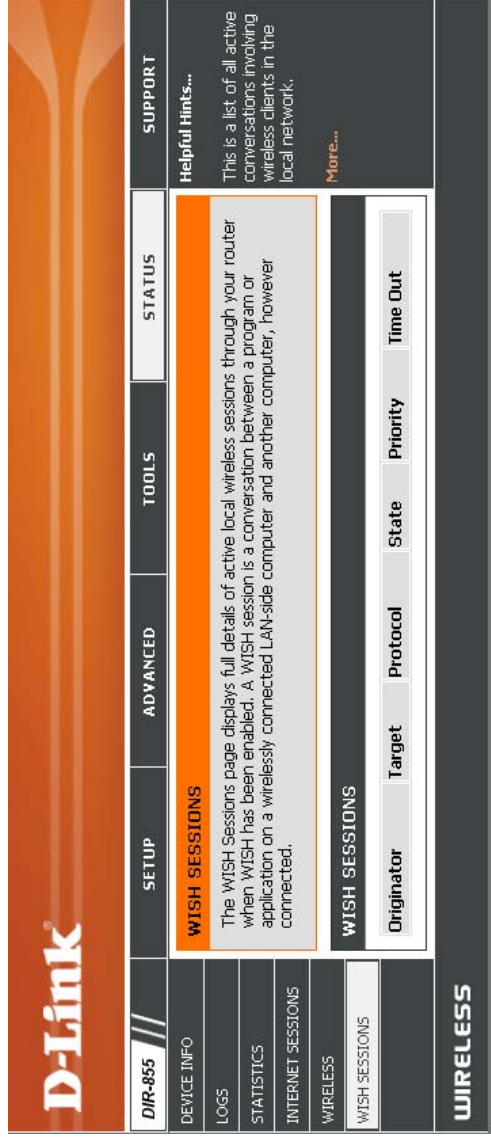 D-Link
DIR-855
SETUP
ADVANCED
TOOLS
STATUS
SUPPORT
DEVICE INFO
LOGS
STATISTICS
INTERNET SESSIONS
WIRELESS
WISH SESSIONS
WISH SESSIONS
The WISH Sessions page displays full details of active local wireless sessions through your router
when WISH has been enabled. A WISH session is a conversation between a program or
application on a wirelessly connected LAN-side computer and another computer, however
connected.
WISH SESSIONS
Originator Target Protocol State Priority Time Out
Helpful Hints...
This is a list of all active
conversations involving
wireless clients in the
local network.
More...
WIRELESS